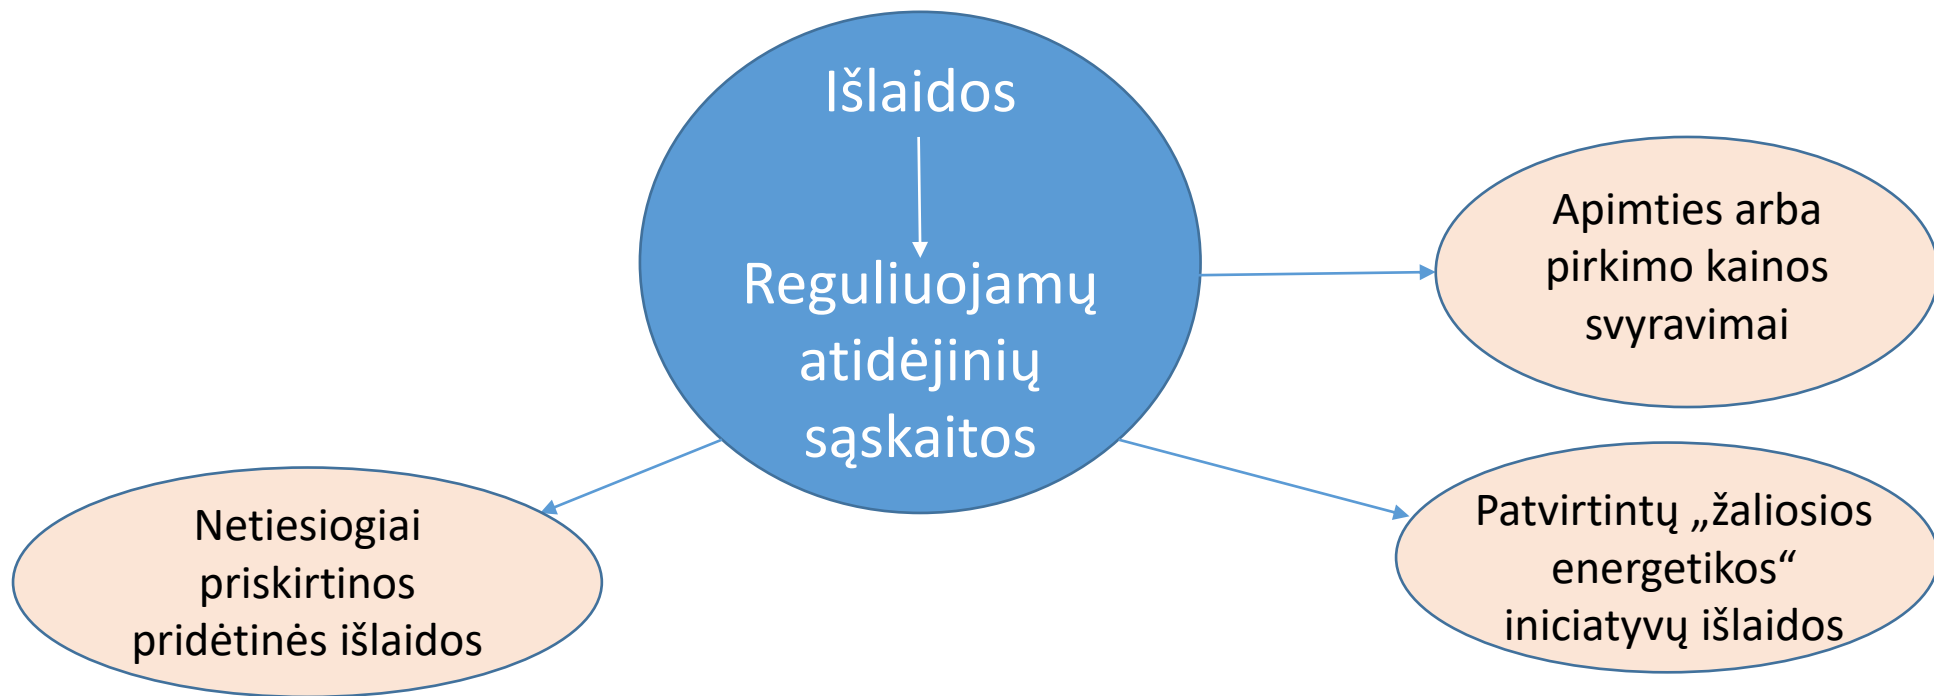 Išlaidos
Reguliuojamų
atidėjinių
sąskaitos
Apimties arba
pirkimo kainos
svyravimai
Netiesiogiai
priskirtinos
pridėtinės išlaidos
Patvirtintų „žaliosios
energetikos“
iniciatyvų išlaidos